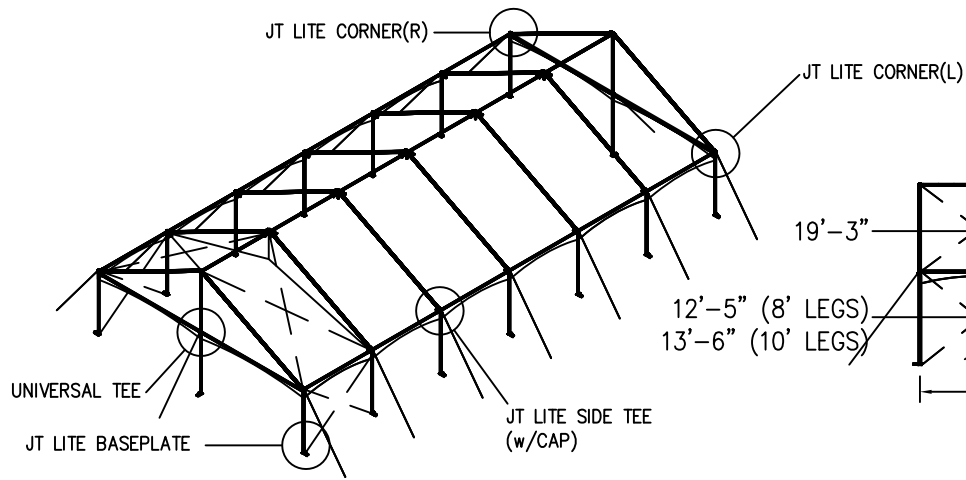 JT LITE CORNER(R)
JT LITE CORNER(L)
19'-3"
12'-5" (8' LEGS)
13'-6" (10' LEGS)
UNIVERSAL TEE
JT LITE SIDE TEE
(w/CAP)
JT LITE BASEPLATE